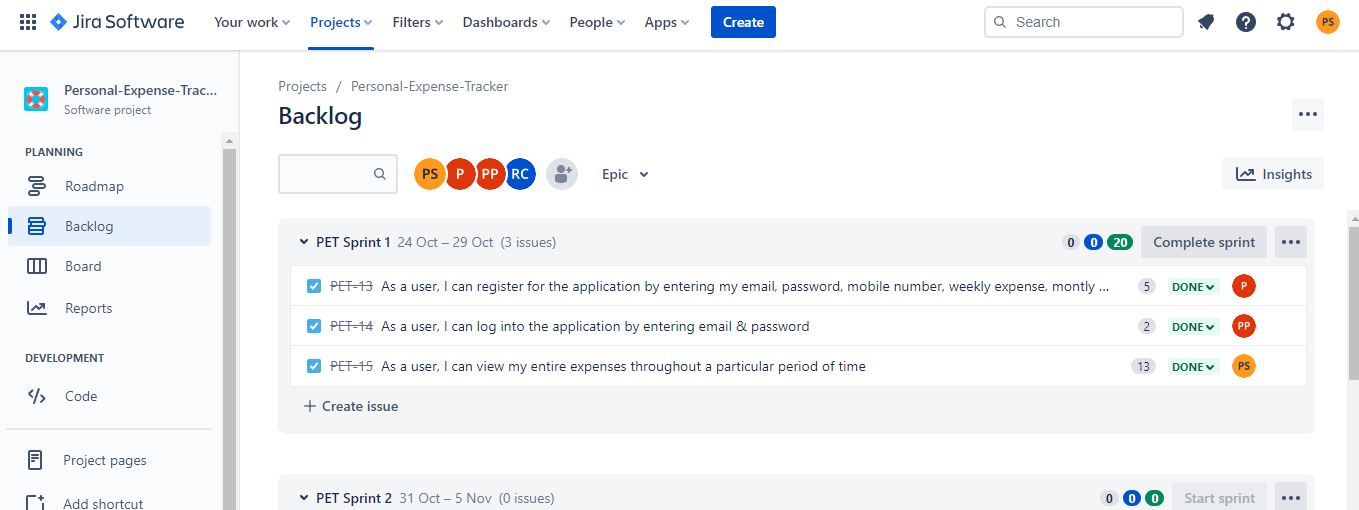 Jira Software Your work Projects Filters Dashboards People Apps Create Search PS
Personal-Expense-Trac...
Software project
PLANNING
Roadmap
Backlog
Board
Reports
DEVELOPMENT
Code
Project pages
Add shortcut
Projects / Personal-Expense-Tracker
Backlog
PS P PP RC Epic Insights
PET Sprint 1 24 Oct – 29 Oct (3 issues) 0 0 20 Complete sprint
PET-13 As a user, I can register for the application by entering my email, password, mobile number, weekly expense, montly ... 5 DONE P
PET-14 As a user, I can log into the application by entering email & password 2 DONE PP
PET-15 As a user, I can view my entire expenses throughout a particular period of time 13 DONE PS
Create issue
PET Sprint 2 31 Oct – 5 Nov (0 issues) 0 0 0 Start sprint